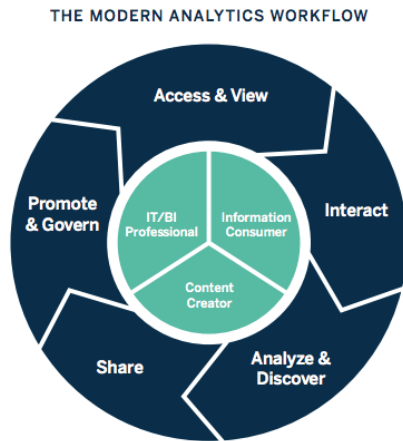 THE MODERN ANALYTICS WORKFLOW
Access & View
Promote
& Govern
IT/BI
Professional
Information
Consumer
Interact
Content
Creator
Share
Analyze &
Discover